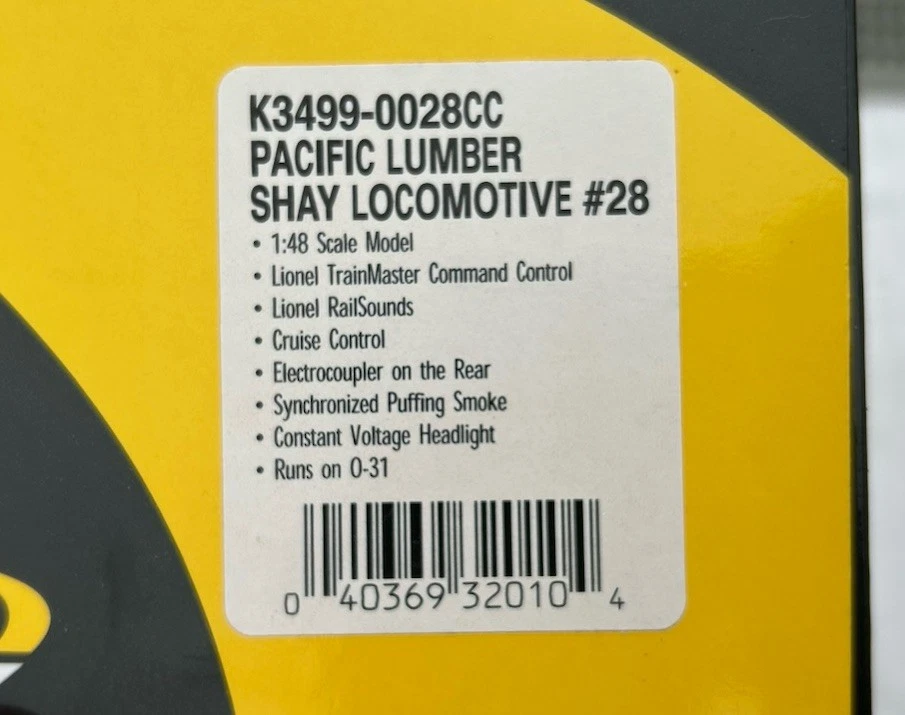 K3499-0028CC
PACIFIC LUMBER
SHAY LOCOMOTIVE #28
• 1:48 Scale Model
• Lionel TrainMaster Command Control
• Lionel RailSounds
• Cruise Control
• Electrocoupler on the Rear
• Synchronized Puffing Smoke
• Constant Voltage Headlight
• Runs on O-31
0 40369 32010 4